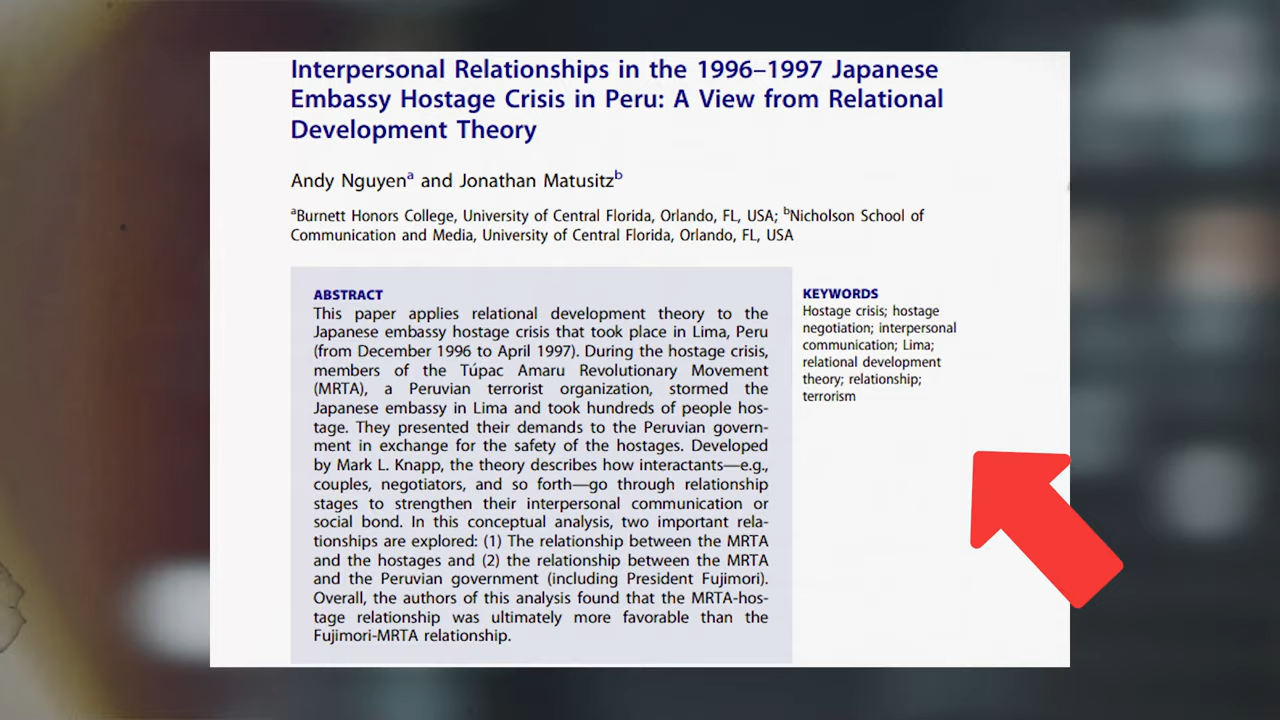 Interpersonal Relationships in the 1996–1997 Japanese
Embassy Hostage Crisis in Peru: A View from Relational
Development Theory
Andy Nguyenᵃ and Jonathan Matusitzᵇ
ᵃBurnett Honors College, University of Central Florida, Orlando, FL, USA; ᵇNicholson School of
Communication and Media, University of Central Florida, Orlando, FL, USA
ABSTRACT
This paper applies relational development theory to the
Japanese embassy hostage crisis that took place in Lima, Peru
(from December 1996 to April 1997). During the hostage crisis,
members of the Túpac Amaru Revolutionary Movement
(MRTA), a Peruvian terrorist organization, stormed the
Japanese embassy in Lima and took hundreds of people hos-
tage. They presented their demands to the Peruvian govern-
ment in exchange for the safety of the hostages. Developed
by Mark L. Knapp, the theory describes how interactants—e.g.,
couples, negotiators, and so forth—go through relationship
stages to strengthen their interpersonal communication or
social bond. In this conceptual analysis, two important rela-
tionships are explored: (1) The relationship between the MRTA
and the hostages and (2) the relationship between the MRTA
and the Peruvian government (including President Fujimori).
Overall, the authors of this analysis found that the MRTA-hos-
tage relationship was ultimately more favorable than the
Fujimori-MRTA relationship.
KEYWORDS
Hostage crisis; hostage
negotiation; interpersonal
communication; Lima;
relational development
theory; relationship;
terrorism